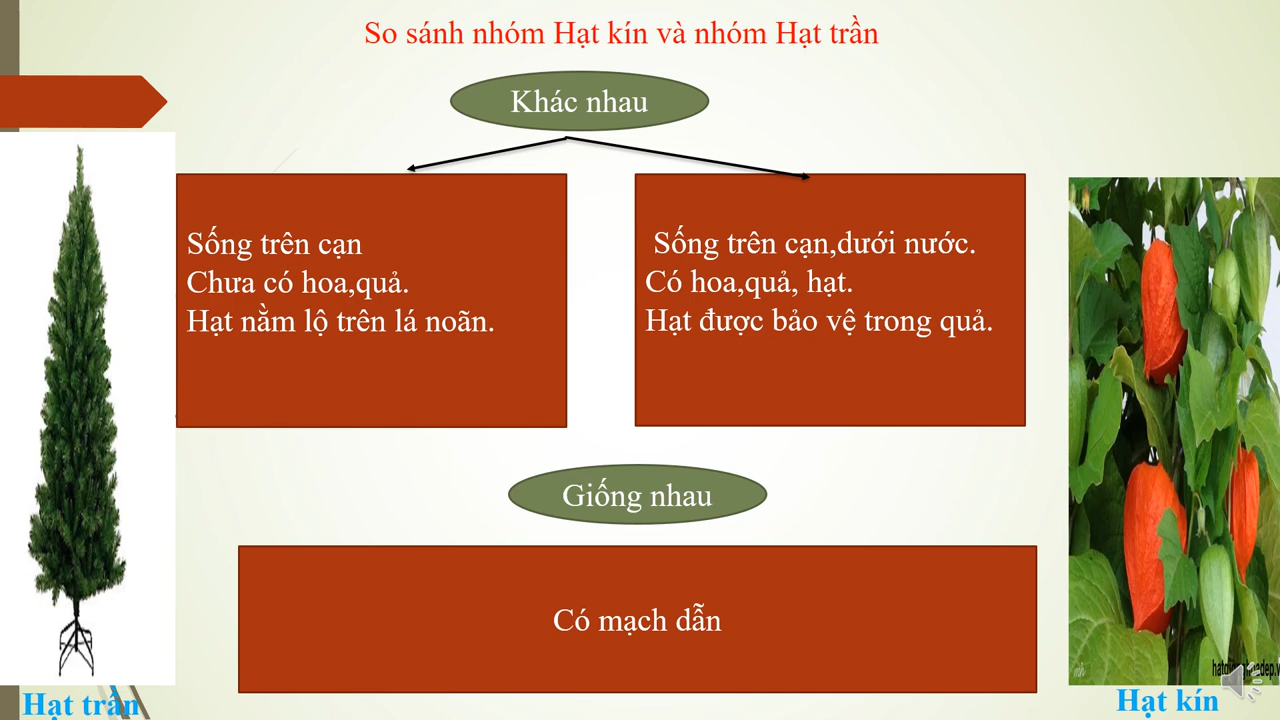 So sánh nhóm Hạt kín và nhóm Hạt trần
Khác nhau
Sống trên cạn
Chưa có hoa,quả.
Hạt nằm lộ trên lá noãn.
Sống trên cạn,dưới nước.
Có hoa,quả, hạt.
Hạt được bảo vệ trong quả.
Giống nhau
Có mạch dẫn
Hạt trần
Hạt kín